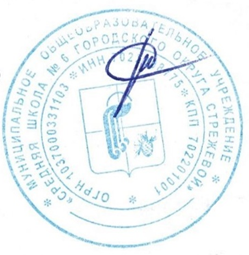 МУНИЦИПАЛЬНОЕ ОБЩЕОБРАЗОВАТЕЛЬНОЕ УЧРЕЖДЕНИЕ
«СРЕДНЯЯ ШКОЛА № 6 ГОРОДСКОГО ОКРУГА СТРЕЖЕВОЙ»
ОГРН 1037000331103 * ИНН КПП 702201001